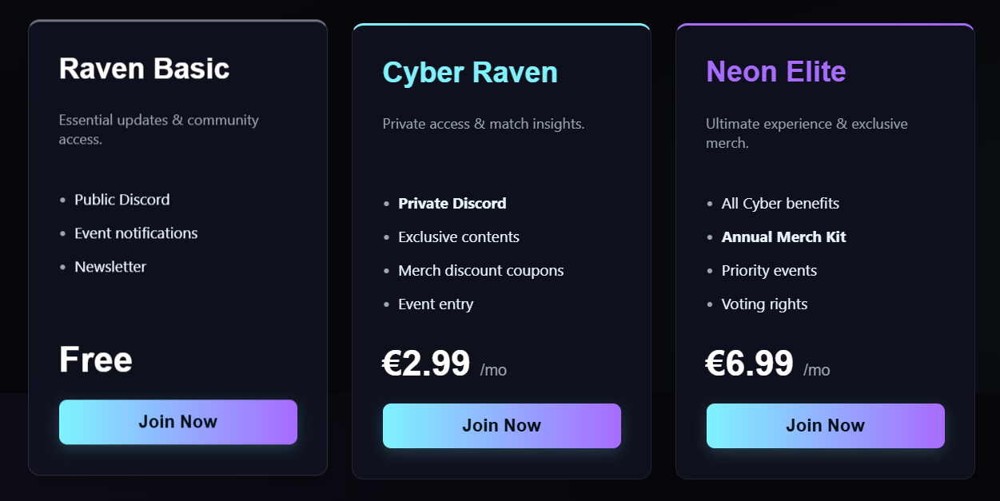 Raven Basic
Essential updates & community
access.
• Public Discord
• Event notifications
• Newsletter
Free
Join Now
Cyber Raven
Private access & match insights.
• Private Discord
• Exclusive contents
• Merch discount coupons
• Event entry
€2.99 /mo
Join Now
Neon Elite
Ultimate experience & exclusive
merch.
• All Cyber benefits
• Annual Merch Kit
• Priority events
• Voting rights
€6.99 /mo
Join Now